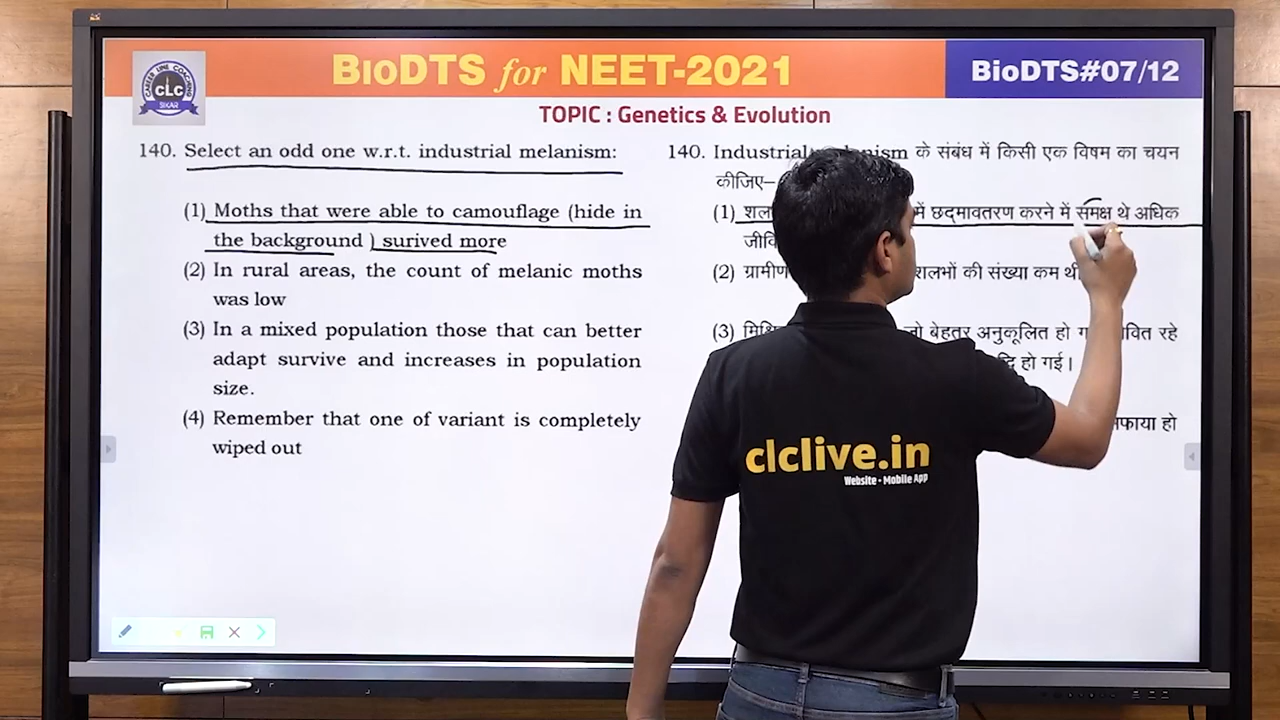 BIODTS for NEET-2021
BioDTS#07/12
CAREER LINE COACHING
CLC
SIKAR
TOPIC : Genetics & Evolution
140. Select an odd one w.r.t. industrial melanism:
(1) Moths that were able to camouflage (hide in
the background ) surived more
(2) In rural areas, the count of melanic moths
was low
(3) In a mixed population those that can better
adapt survive and increases in population
size.
(4) Remember that one of variant is completely
wiped out
140. Industrial के संबंध में किसी एक विषम का चयन
कीजिए–
(1) में छद्मावतरण करने में समक्ष थे अधिक
(2) ग्रामीण शलभों की संख्या कम
(3) जो बेहतर अनुकूलित हो रहे
हो गई।
हो
clclive.in
Website - Mobile App